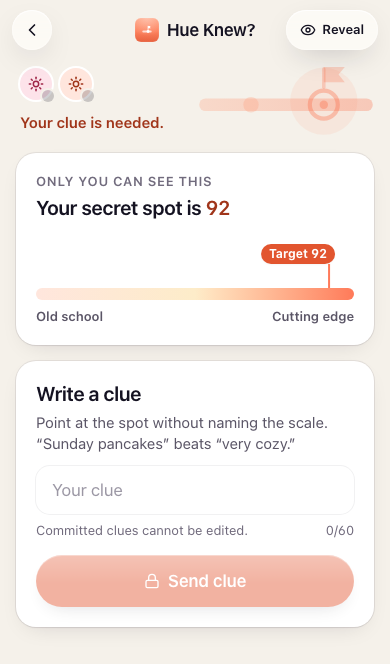 Hue Knew?
Reveal
Your clue is needed.
ONLY YOU CAN SEE THIS
Your secret spot is 92
Target 92
Old school
Cutting edge
Write a clue
Point at the spot without naming the scale.
“Sunday pancakes” beats “very cozy.”
Your clue
Committed clues cannot be edited.
0/60
Send clue